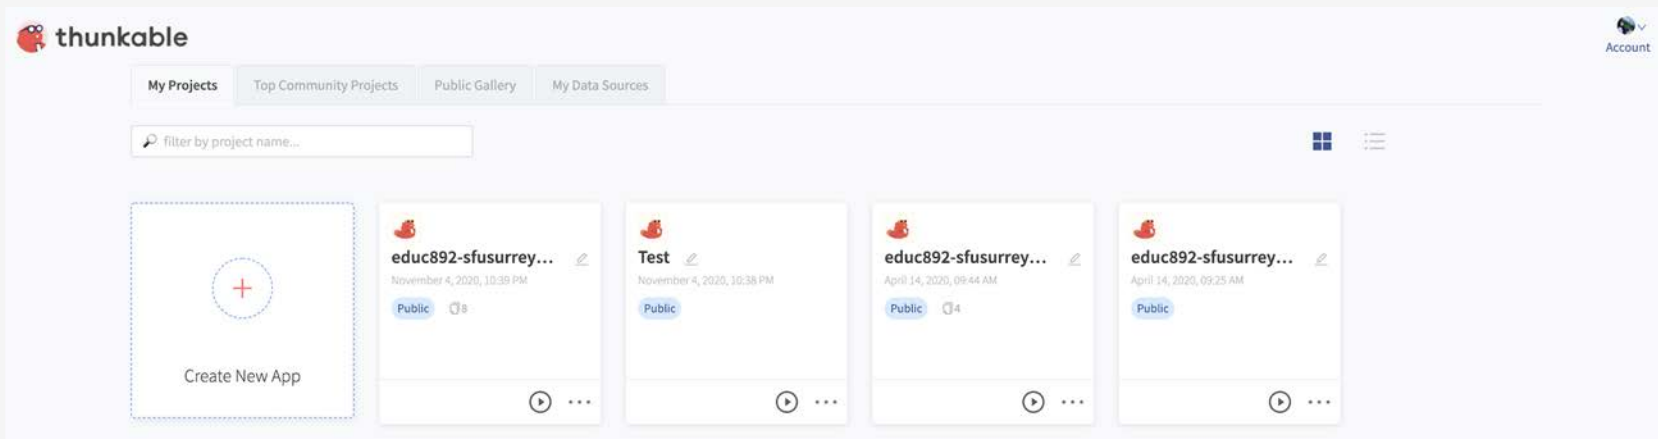 thunkable
Account
My Projects Top Community Projects Public Gallery My Data Sources
filter by project name...
Create New App
educ892-sfusurrey...
November 4, 2020, 10:39 PM
Public 8
Test
November 4, 2020, 10:38 PM
Public
educ892-sfusurrey...
April 14, 2020, 09:44 AM
Public 4
educ892-sfusurrey...
April 14, 2020, 09:25 AM
Public